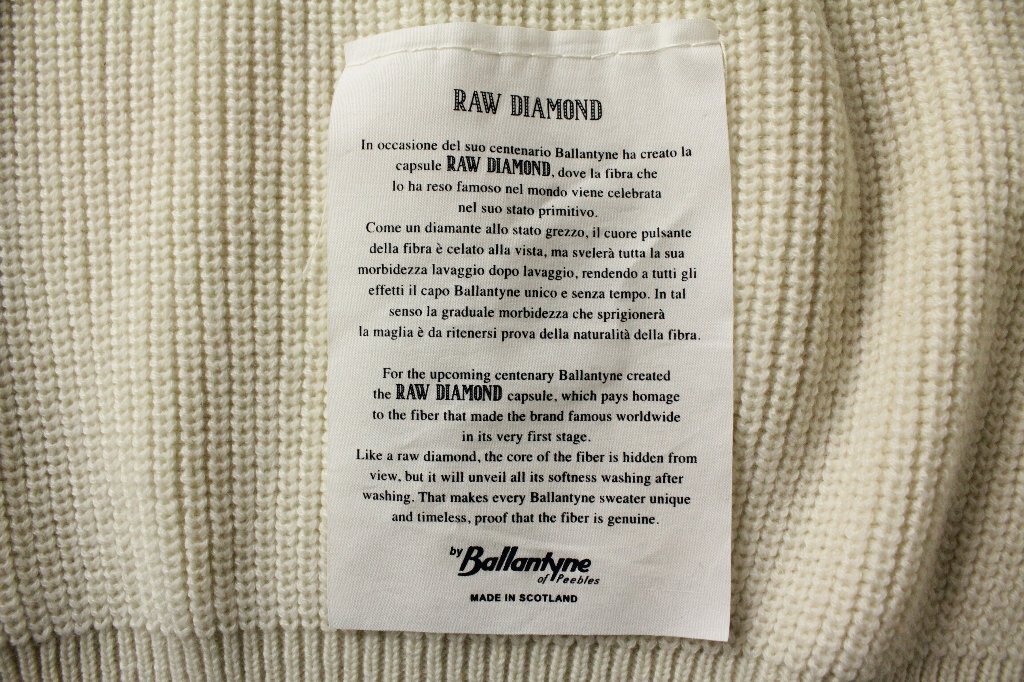 RAW DIAMOND
In occasione del suo centenario Ballantyne ha creato la
capsule RAW DIAMOND, dove la fibra che
lo ha reso famoso nel mondo viene celebrata
nel suo stato primitivo.
Come un diamante allo stato grezzo, il cuore pulsante
della fibra è celato alla vista, ma svelerà tutta la sua
morbidezza lavaggio dopo lavaggio, rendendo a tutti gli
effetti il capo Ballantyne unico e senza tempo. In tal
senso la graduale morbidezza che sprigionerà
la maglia è da ritenersi prova della naturalità della fibra.
For the upcoming centenary Ballantyne created
the RAW DIAMOND capsule, which pays homage
to the fiber that made the brand famous worldwide
in its very first stage.
Like a raw diamond, the core of the fiber is hidden from
view, but it will unveil all its softness washing after
washing. That makes every Ballantyne sweater unique
and timeless, proof that the fiber is genuine.
by Ballantyne
of Peebles
MADE IN SCOTLAND